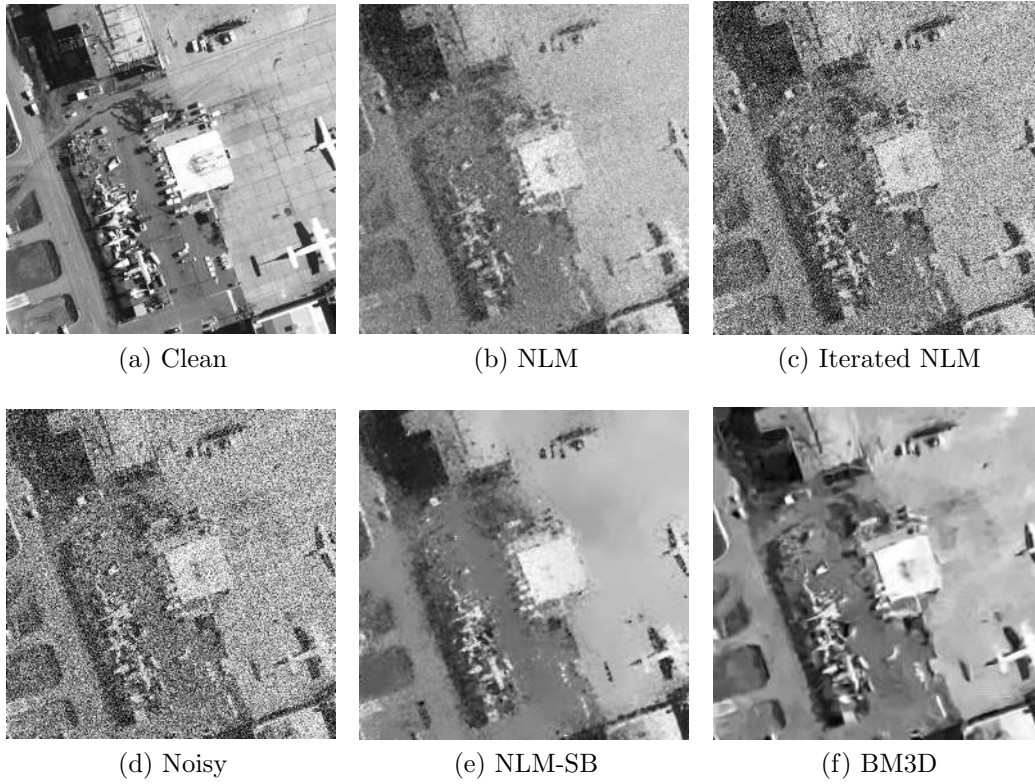 (a) Clean
(b) NLM
(c) Iterated NLM
(d) Noisy
(e) NLM-SB
(f) BM3D